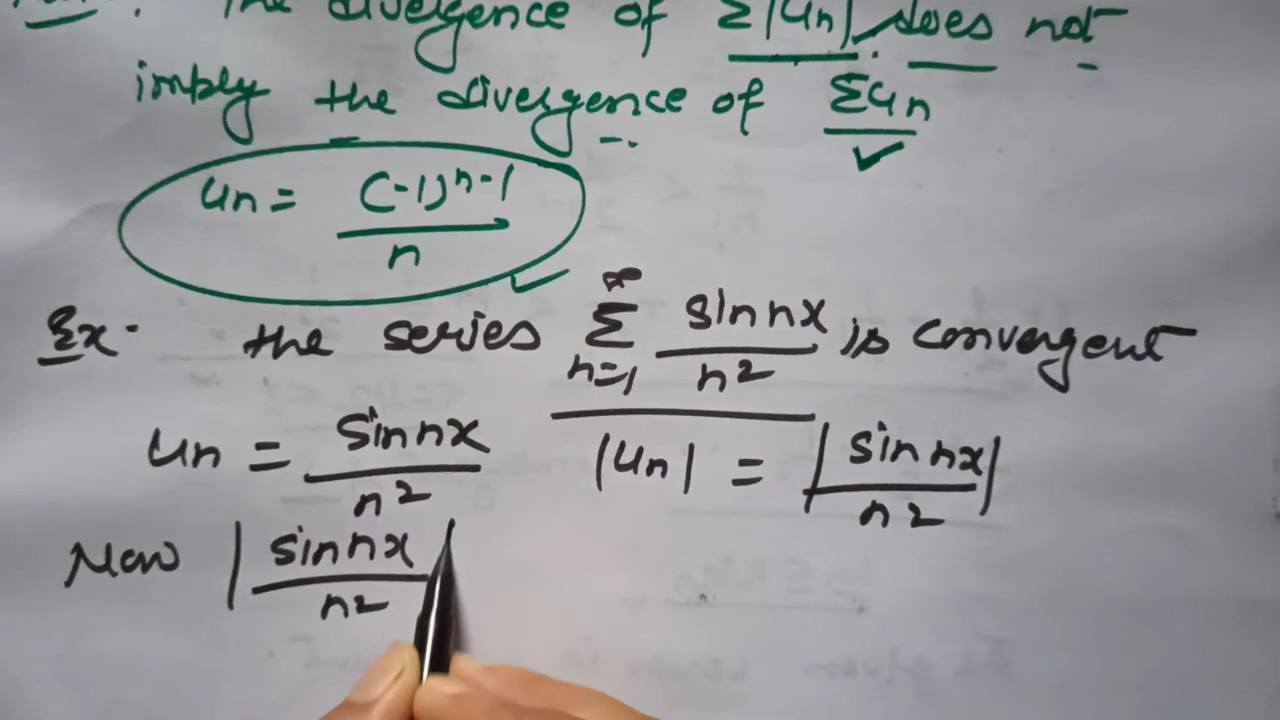 The divergence of Σ|un| does not
imply the divergence of Σun
un = (-1)^n-1 / n
Ex. the series ∞ Σ n=1 sin nx / n2 is convergent
un = sin nx / n2 |un| = | sin nx / n2 |
Now | sin nx / n2 |